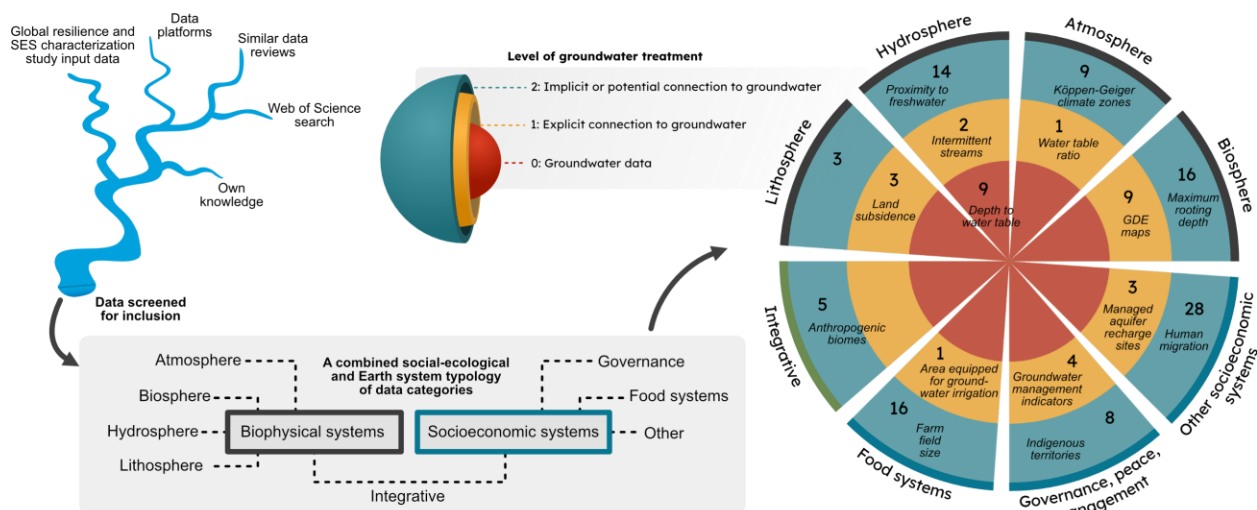 Global resilience and
SES characterization
study input data
Data
platforms
Similar data
reviews
Web of Science
search
Own
knowledge
Data screened
for inclusion
Level of groundwater treatment
2: Implicit or potential connection to groundwater
1: Explicit connection to groundwater
0: Groundwater data
A combined social-ecological
and Earth system typology
of data categories
Atmosphere
Biosphere
Hydrosphere
Lithosphere
Biophysical systems
Socioeconomic systems
Governance
Food systems
Other
Integrative
Hydrosphere
14
Proximity to
freshwater
2
Intermittent
streams
9
Depth to
water table
Atmosphere
9
Köppen-Geiger
climate zones
1
Water table
ratio
Biosphere
16
Maximum
rooting
depth
9
GDE
maps
Other socioeconomic
systems
28
Human
migration
3
Managed
aquifer
recharge
sites
Governance, peace,
8
Indigenous
territories
4
Groundwater
management
indicators
Food systems
16
Farm
field
size
1
Area equipped
for ground-
water irrigation
Integrative
5
Anthropogenic
biomes
Lithosphere
3
3
Land
subsidence